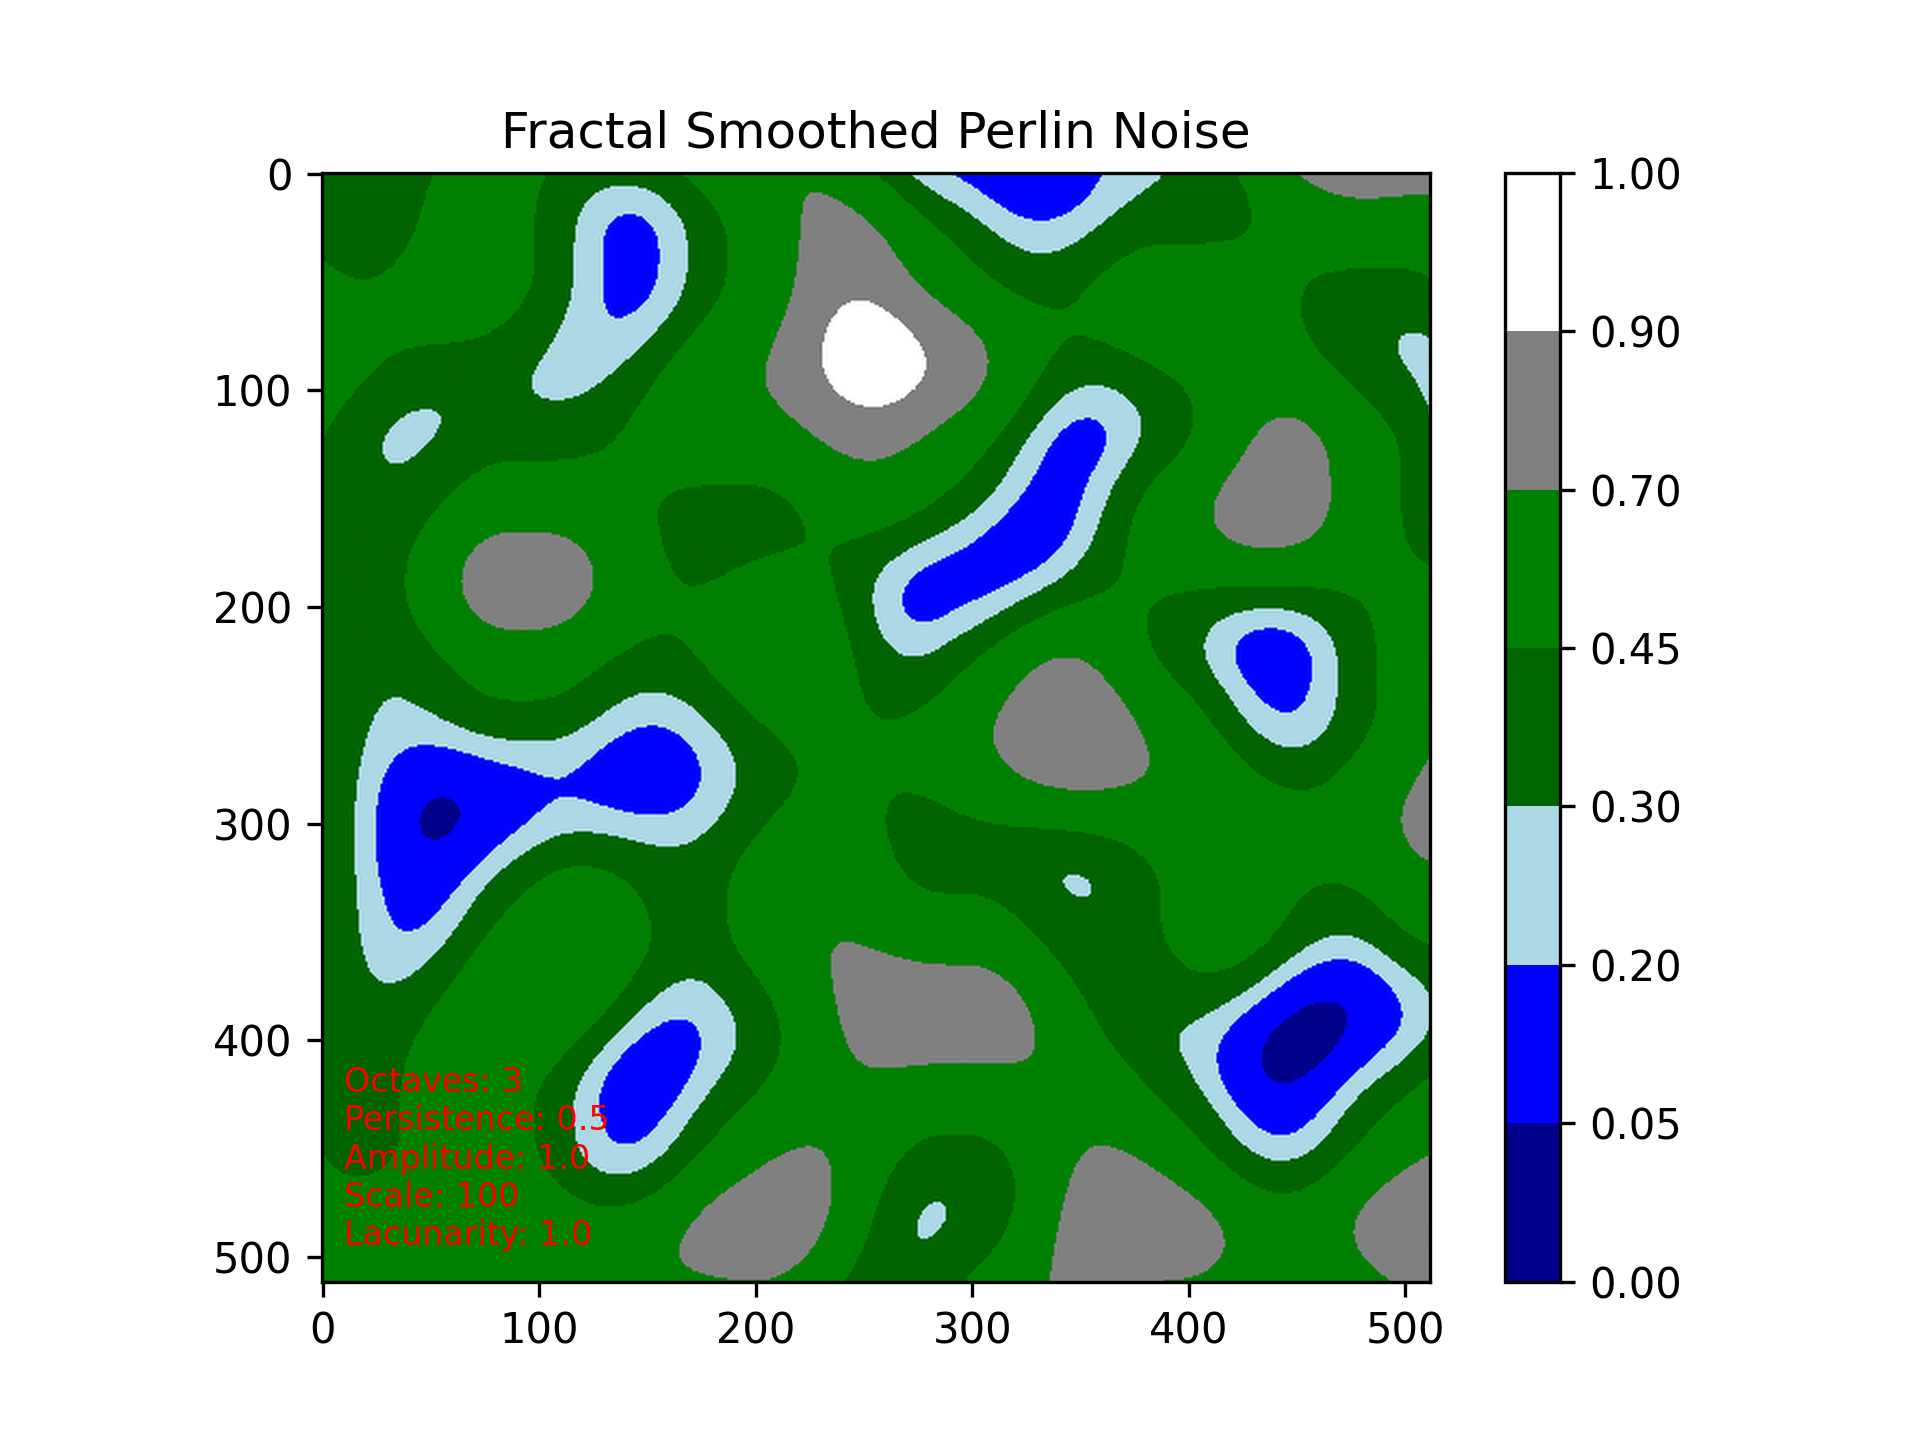 Fractal Smoothed Perlin Noise
0
100
200
300
400
500
Octaves: 3
Persistence: 0.5
Amplitude: 1.0
Scale: 100
Lacunarity: 1.0
0 100 200 300 400 500
1.00
0.90
0.70
0.45
0.30
0.20
0.05
0.00